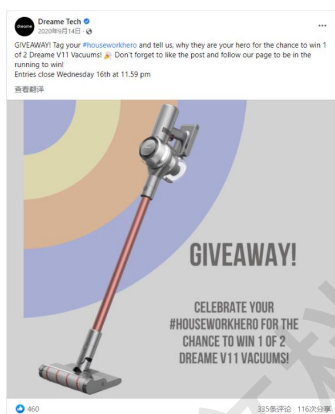 dreame
Dreame Tech
2020年9月14日
GIVEAWAY! Tag your #houseworkhero and tell us, why they are your hero for the chance to win 1
of 2 Dreame V11 Vacuums! 🎉 Don't forget to like the post and follow our page to be in the
running to win!
Entries close Wednesday 16th at 11.59 pm
查看翻译
GIVEAWAY!
CELEBRATE YOUR
#HOUSEWORKHERO FOR THE
CHANCE TO WIN 1 OF 2
DREAME V11 VACUUMS!
460
335条评论 116次分享